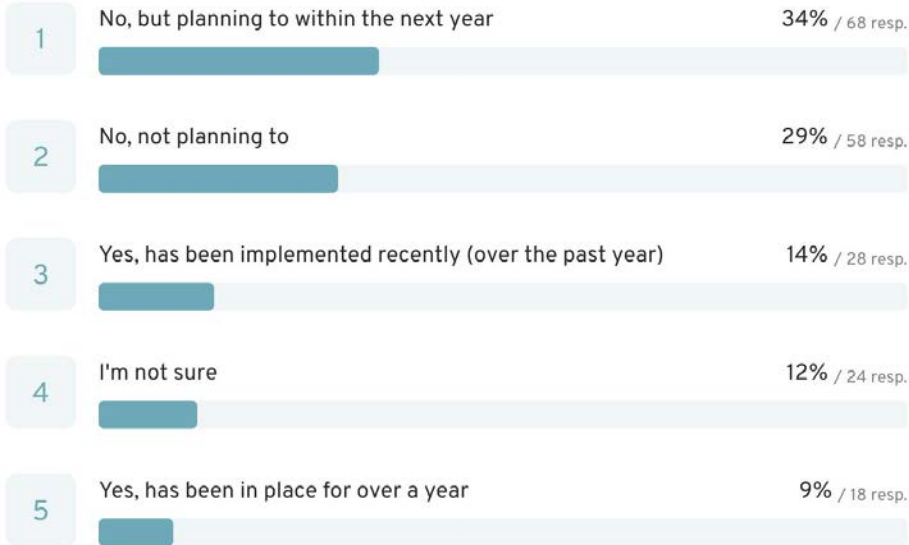 1
No, but planning to within the next year 34% / 68 resp.
2
No, not planning to 29% / 58 resp.
3
Yes, has been implemented recently (over the past year) 14% / 28 resp.
4
I'm not sure 12% / 24 resp.
5
Yes, has been in place for over a year 9% / 18 resp.